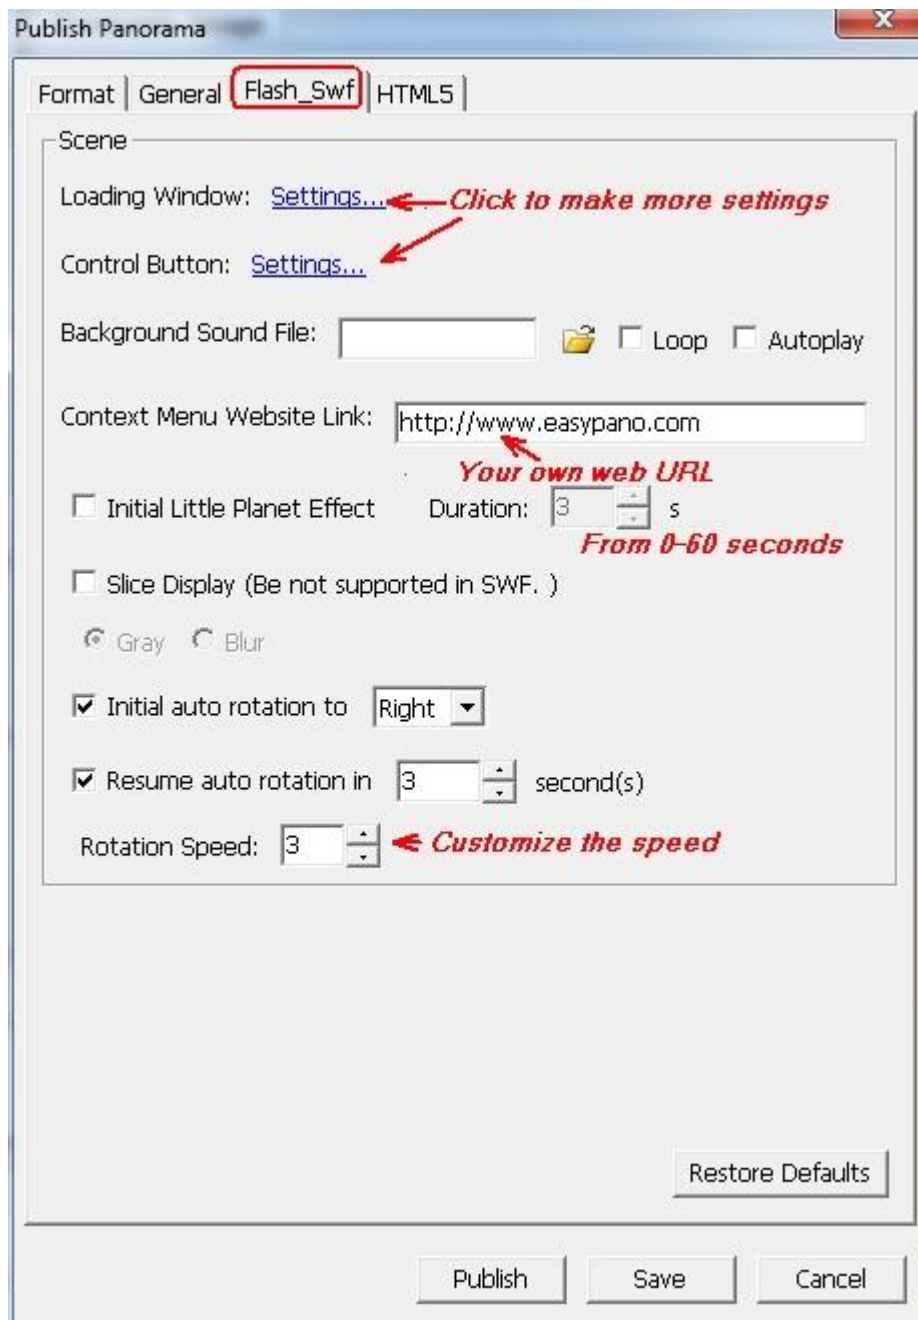 Publish Panorama
Format General Flash_Swf HTML5
Scene
Loading Window: Settings... Click to make more settings
Control Button: Settings...
Background Sound File: Loop Autoplay
Context Menu Website Link: http://www.easypano.com
Your own web URL
Initial Little Planet Effect Duration: 3 s
From 0-60 seconds
Slice Display (Be not supported in SWF. )
Gray Blur
Initial auto rotation to Right
Resume auto rotation in 3 second(s)
Rotation Speed: 3 Customize the speed
Restore Defaults
Publish Save Cancel